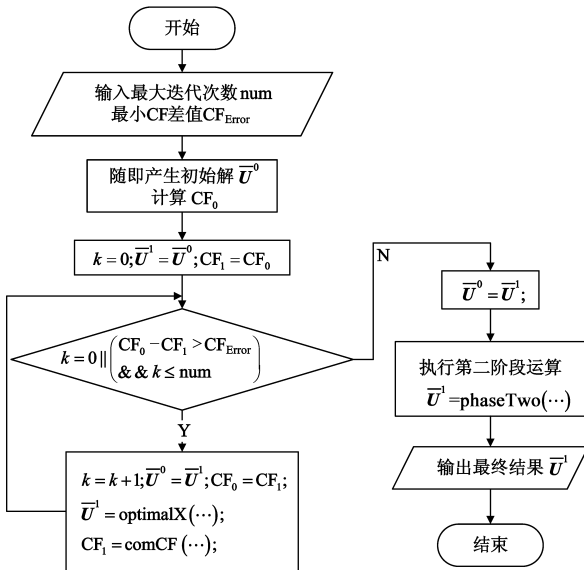 开始
输入最大迭代次数num
最小CF差值CF_Error
随即产生初始解 U̅^0
计算 CF_0
k=0;U̅^1=U̅^0;CF_1=CF_0
k=0||(CF_0−CF_1>CF_Error
&&k≤num)
Y
k=k+1;U̅^0=U̅^1;CF_0=CF_1;
U̅^1=optimalX(⋯);
CF_1=comCF(⋯);
N
U̅^0=U̅^1;
执行第二阶段运算
U̅^1=phaseTwo(⋯)
输出最终结果 U̅^1
结束